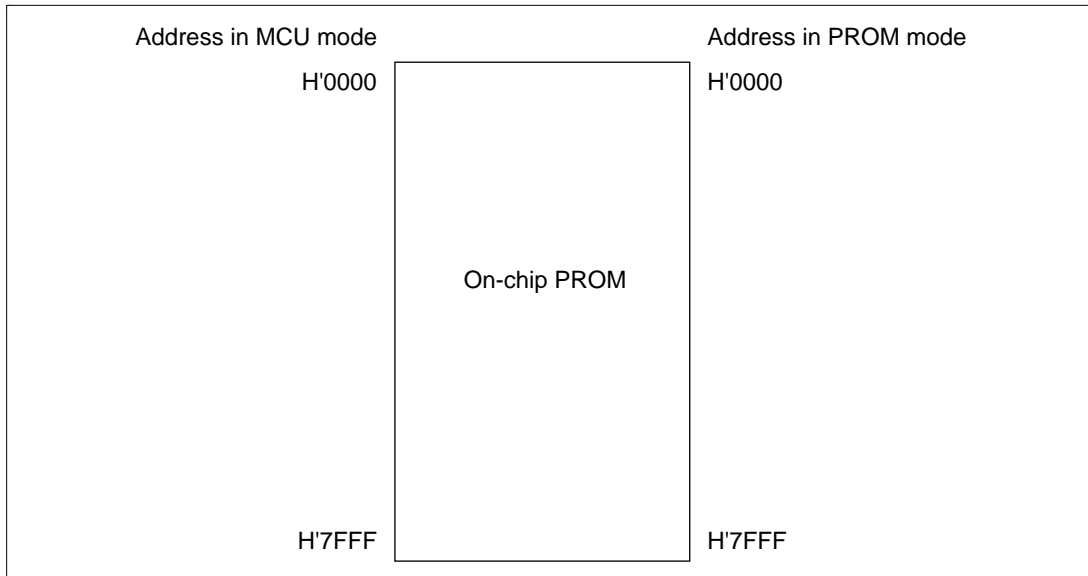 Address in MCU mode
Address in PROM mode
H'0000
H'0000
On-chip PROM
H'7FFF
H'7FFF